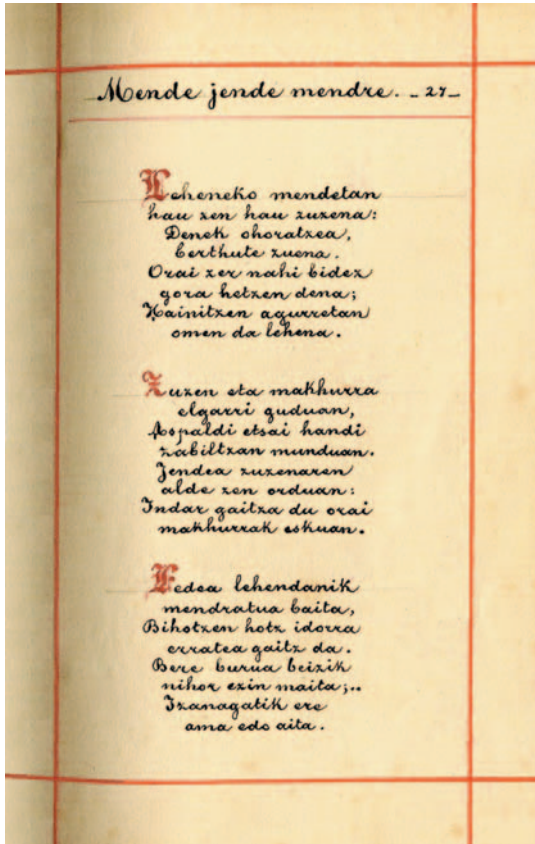 Mende jende mendre. _ 27_
Leheneko mendetan
hau zen hau zuzena:
Denek ohoratzea,
berthute zuena.
Orai zer nahi bidez
gora hetzen dena;
Hainitzen agurretan
omen da lehena.
Zuzen eta makhurra
elgarri guduan,
Aspaldi etsai handi
zabiltzan munduan.
Jendea zuzenaren
alde zen orduan:
Indar gaitza du orai
makhurrak eskuan.
Fedea lehendanik
mendratua baita,
Bihotzen hotz idorra
erratea gaitz da.
Bere burua beizik
nihor ezin maita;..
Izanagatik ere
ama edo aita.